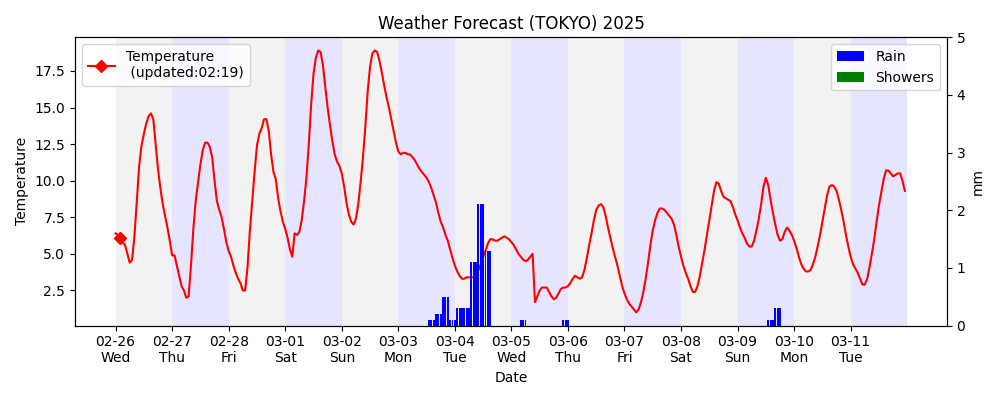 Weather Forecast (TOKYO) 2025
Temperature
(updated:02:19)
Rain
Showers
Temperature
17.5
15.0
12.5
10.0
7.5
5.0
2.5
5
4
3
2
1
0
mm
02-26 02-27 02-28 03-01 03-02 03-03 03-04 03-05 03-06 03-07 03-08 03-09 03-10 03-11
Wed Thu Fri Sat Sun Mon Tue Wed Thu Fri Sat Sun Mon Tue
Date